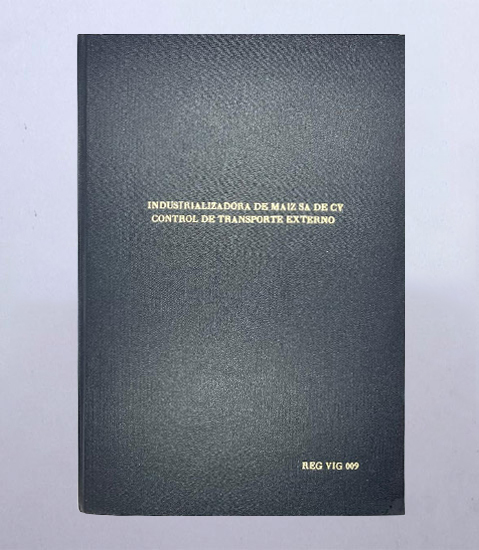 INDUSTRIALIZADORA DE MAIZ SA DE CV
CONTROL DE TRANSPORTE EXTERNO
REG VIG 009